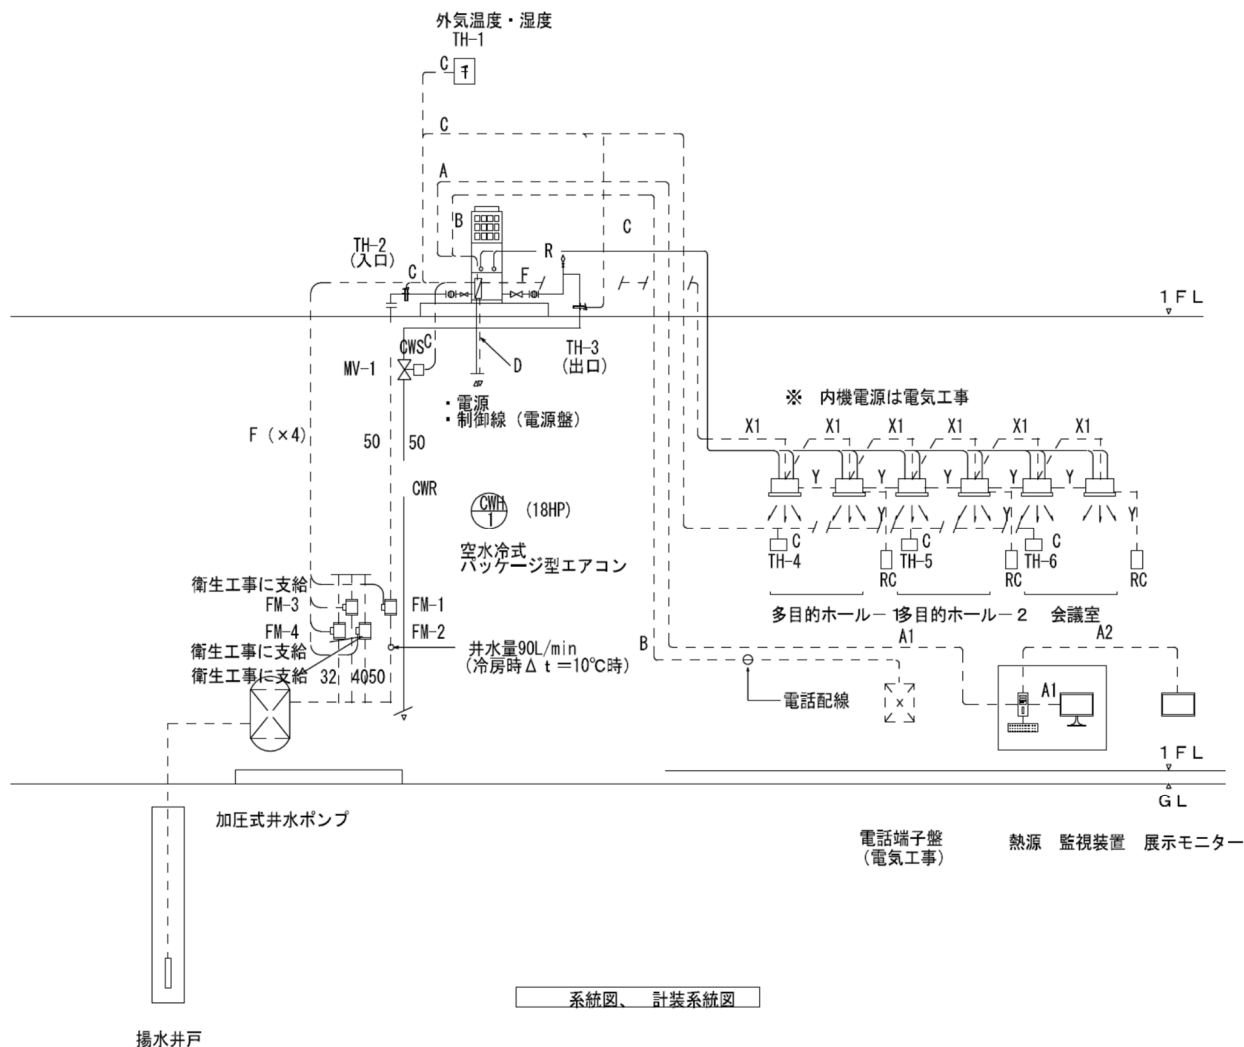 外気温度・湿度
TH-1
C
C
A
B
C
TH-2
(入口)
C
R
F
1FL
CWS
C
MV-1
D
TH-3
(出口)
・電源
・制御線（電源盤）
※ 内機電源は電気工事
F（×4）
50
50
X1 X1 X1 X1 X1 X1
Y Y Y Y Y
CWR
CWH
1
(18HP)
Y Y Y
空水冷式
パッケージ型エアコン
C C C
TH-4 TH-5 TH-6
RC RC RC
衛生工事に支給
FM-3
FM-1
多目的ホール－1
多目的ホール－2
会議室
FM-4
FM-2
衛生工事に支給
井水量90L/min
(冷房時Δt＝10℃時)
衛生工事に支給
32 40 50
B
A1
A2
A1
電話配線
1FL
GL
加圧式井水ポンプ
電話端子盤
(電気工事)
熱源 監視装置 展示モニター
系統図、 計装系統図
揚水井戸